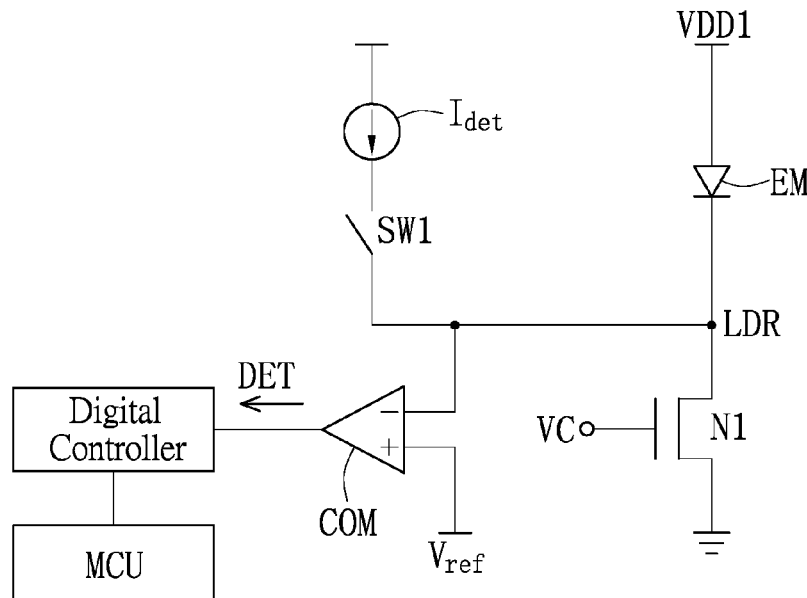 VDD1
I_det
EM
SW1
LDR
DET
Digital
Controller
−
+
VC
N1
COM
V_ref
MCU